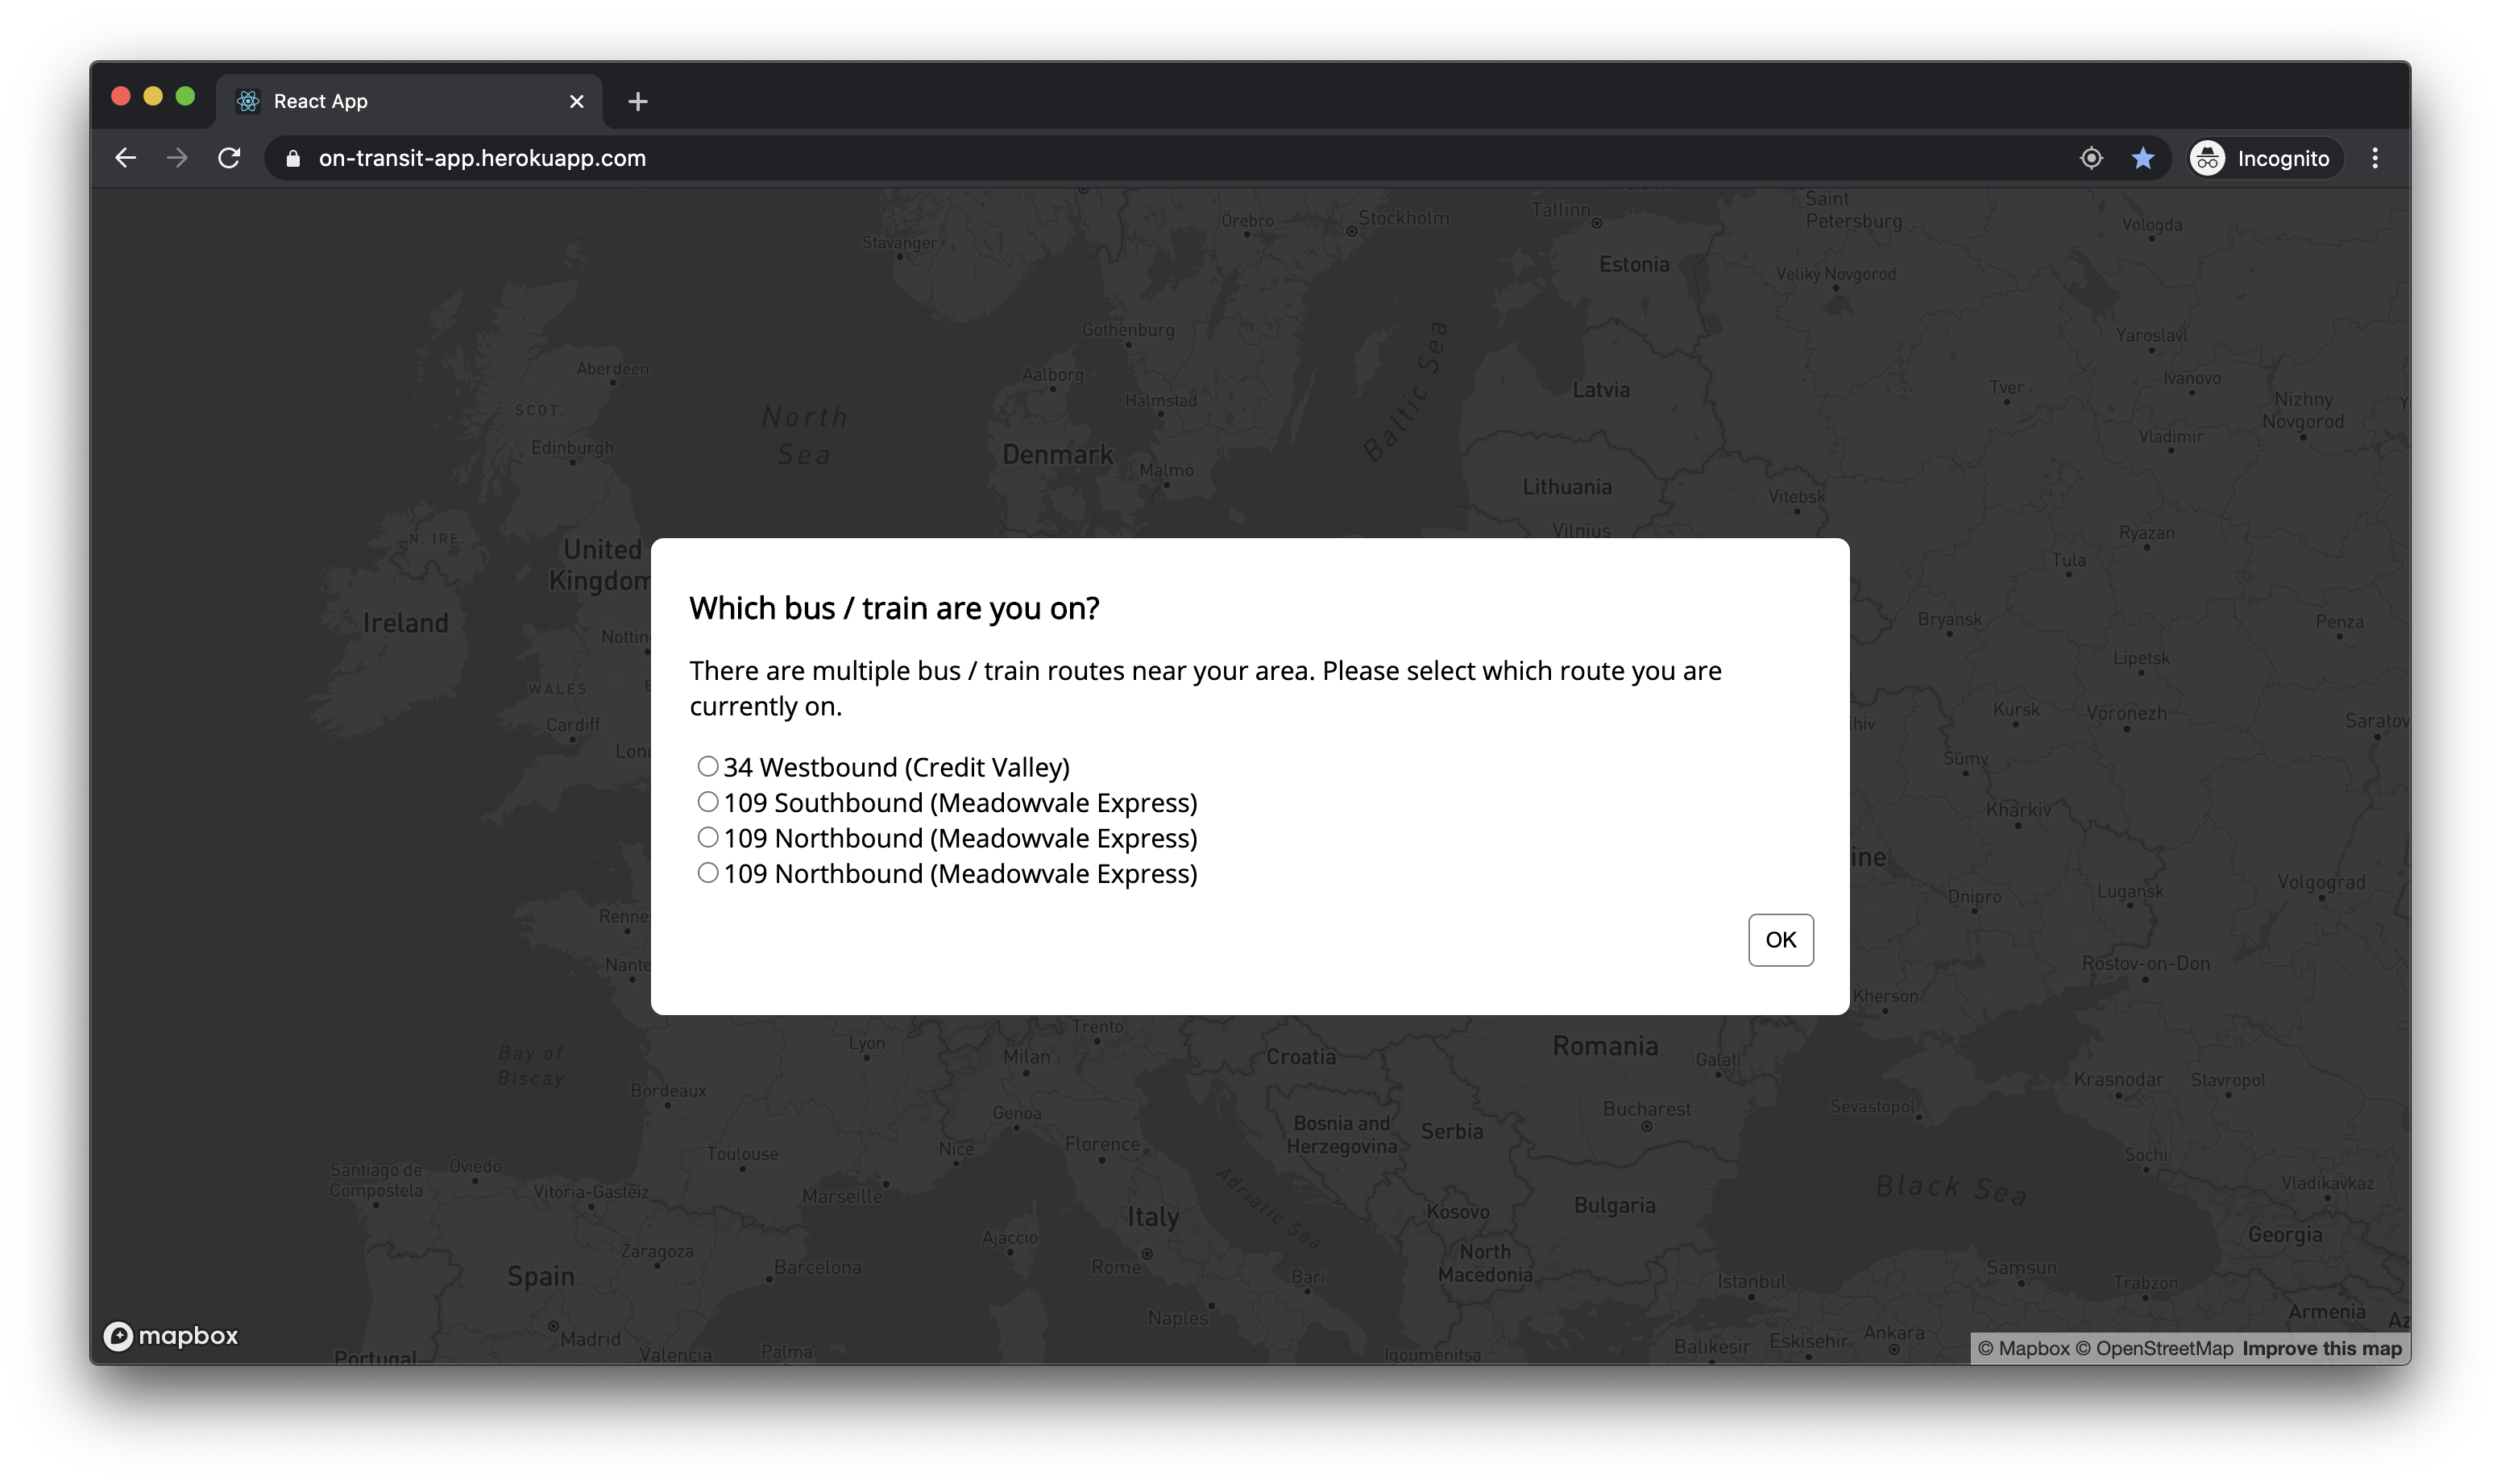 React App
on-transit-app.herokuapp.com
Incognito
Stavanger
Örebro
Stockholm
Tallinn
Saint
Petersburg
Vologda
Estonia
Veliky Novgorod
Gothenburg
Yaroslavl
Aberdeen
Aalborg
Halmstad
Baltic Sea
Latvia
Tver
Ivanovo
Nizhny
Novgorod
SCOT.
North
Sea
Edinburgh
Denmark
Malmö
Vladimir
Lithuania
Vitebsk
Vilnius
Ryazan
N. IRE.
United
Kingdom
Tula
Ireland
Nottin
Bryansk
Penza
Lipetsk
WALES
Cardiff
Lon
hiv
Kursk
Voronezh
Saratov
Sumy
Kharkiv
Which bus / train are you on?
There are multiple bus / train routes near your area. Please select which route you are
currently on.
34 Westbound (Credit Valley)
109 Southbound (Meadowvale Express)
109 Northbound (Meadowvale Express)
109 Northbound (Meadowvale Express)
OK
ine
Dnipro
Lugansk
Volgograd
Renne
Nante
Rostov-on-Don
Kherson
Bay of
Biscay
Lyon
Trento
Milan
Croatia
Romania
Galati
Bordeaux
Krasnodar
Stavropol
Genoa
Bosnia and
Herzegovina
Serbia
Bucharest
Sevastopol
Toulouse
Nice
Florence
Sochi
Santiago de
Compostela
Oviedo
Vitoria-Gasteiz
Marseille
Adriatic Sea
Black Sea
Vladikavkaz
Italy
Kosovo
Bulgaria
Georgia
Ajaccio
Zaragoza
Barcelona
Rome
North
Macedonia
Spain
Bari
Istanbul
Samsun
Trabzon
Naples
Armenia
Az
mapbox
Madrid
Portugal
Valencia
Palma
Igoumenitsa
Balıkesir
Eskisehir
Ankara
© Mapbox © OpenStreetMap Improve this map